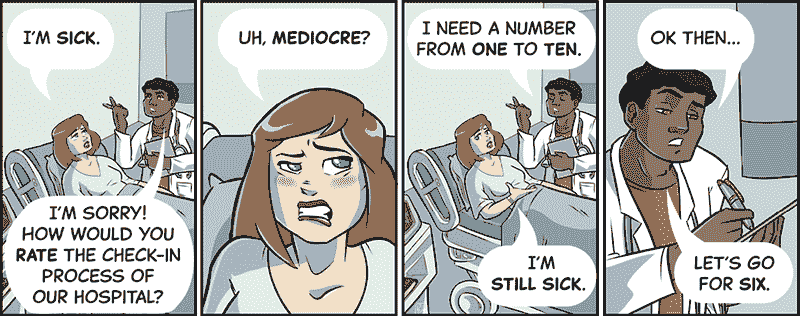 I'M SICK.
I'M SORRY!
HOW WOULD YOU
RATE THE CHECK-IN
PROCESS OF
OUR HOSPITAL?
UH, MEDIOCRE?
I NEED A NUMBER
FROM ONE TO TEN.
I'M
STILL SICK.
OK THEN...
LET'S GO
FOR SIX.